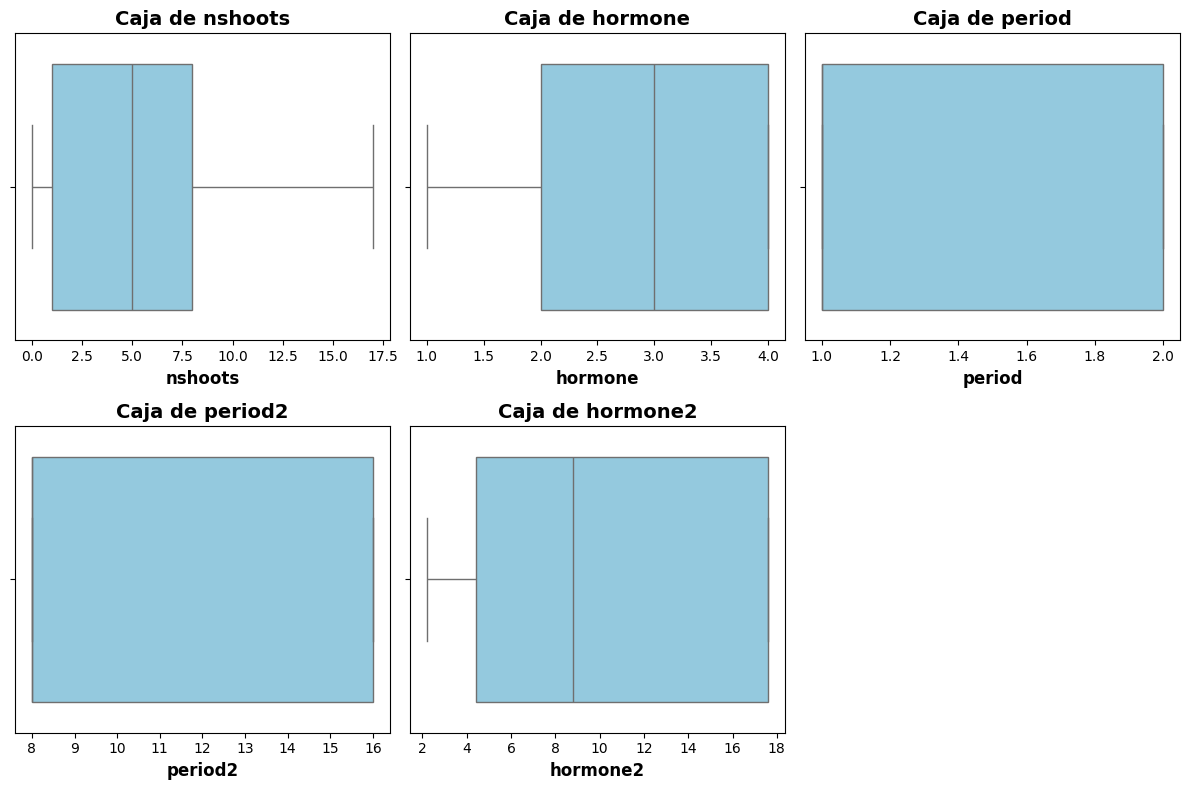 Caja de nshoots
0.0 2.5 5.0 7.5 10.0 12.5 15.0 17.5
nshoots
Caja de hormone
1.0 1.5 2.0 2.5 3.0 3.5 4.0
hormone
Caja de period
1.0 1.2 1.4 1.6 1.8 2.0
period
Caja de period2
8 9 10 11 12 13 14 15 16
period2
Caja de hormone2
2 4 6 8 10 12 14 16 18
hormone2